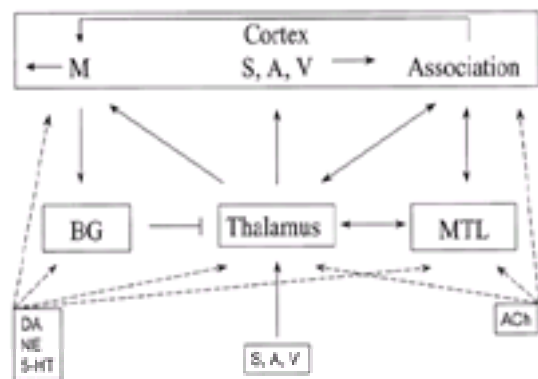 Cortex
M S, A, V Association
BG Thalamus MTL
DA
NE
5-HT
S, A, V
ACh